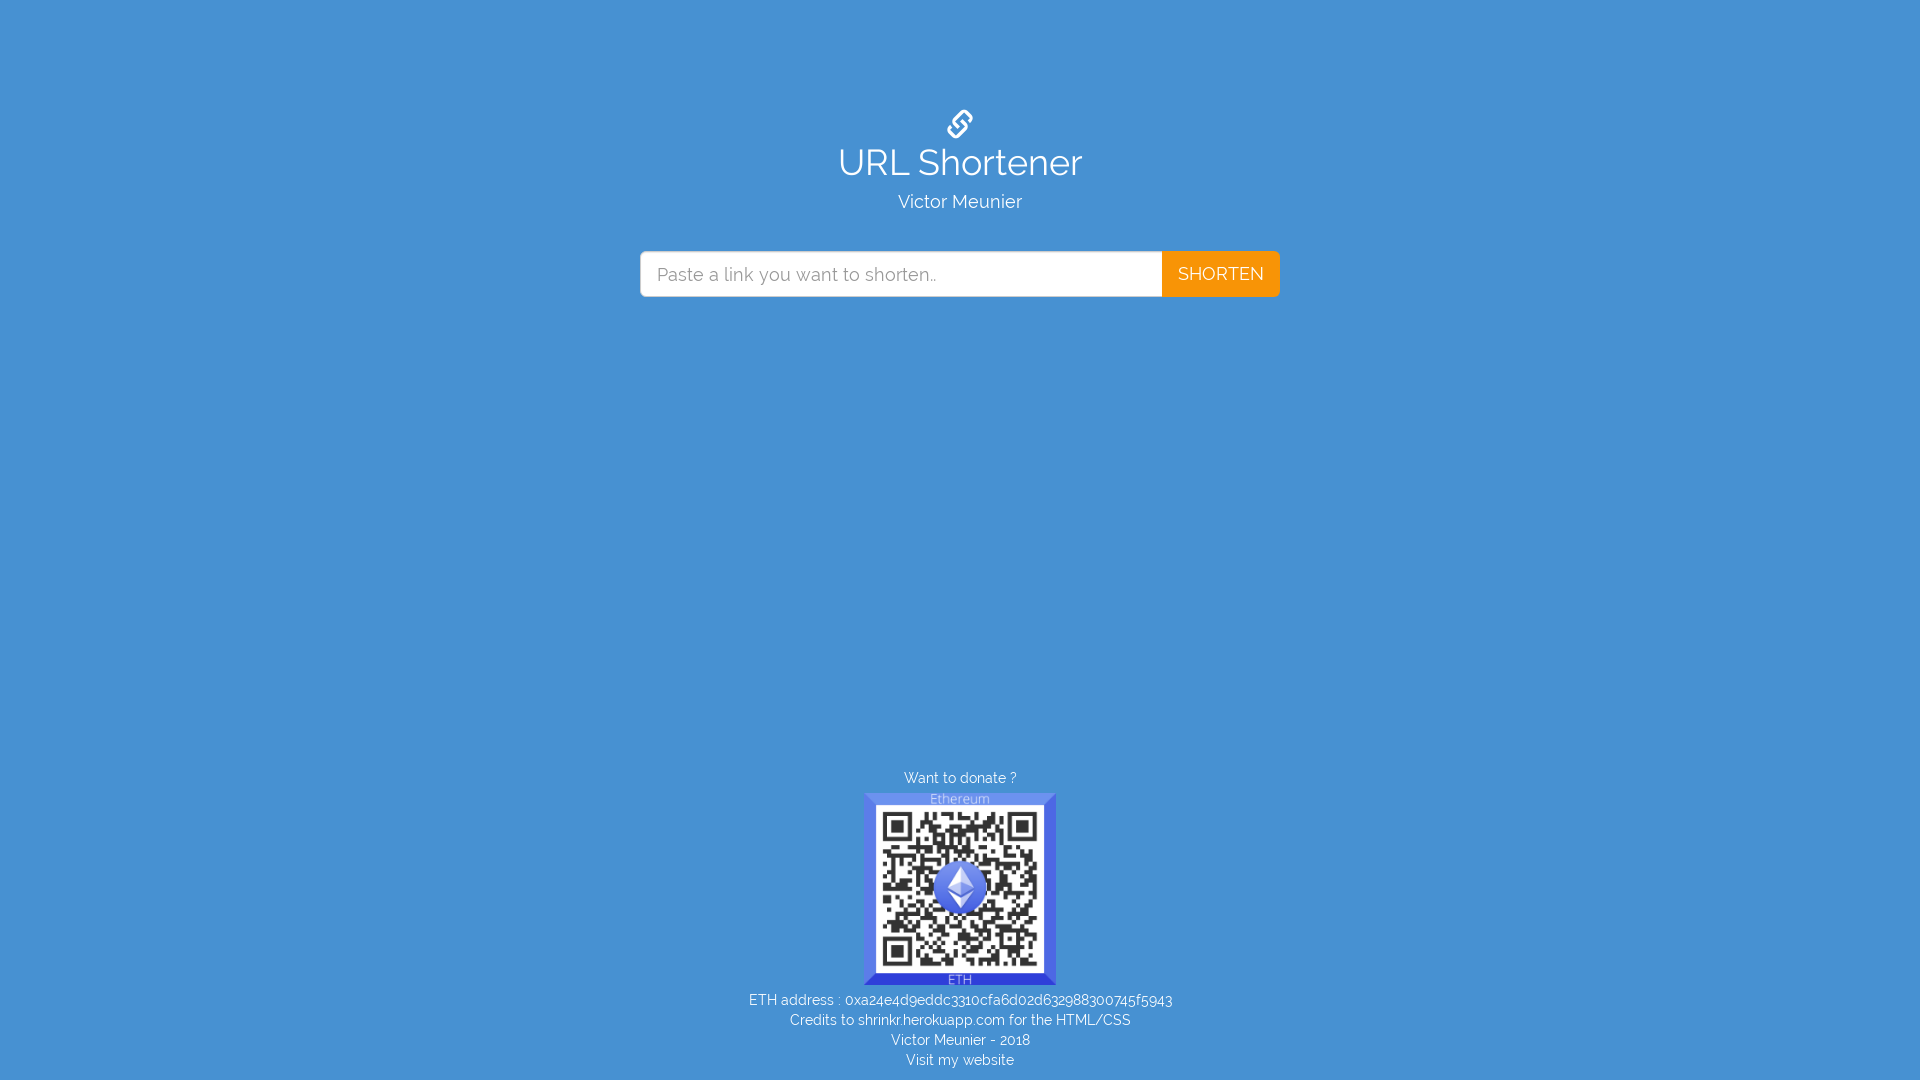 URL Shortener
Victor Meunier
Paste a link you want to shorten..
SHORTEN
Want to donate ?
Ethereum
ETH
ETH address : 0xa24e4d9eddc3310cfa6d02d632988300745f5943
Credits to shrinkr.herokuapp.com for the HTML/CSS
Victor Meunier - 2018
Visit my website